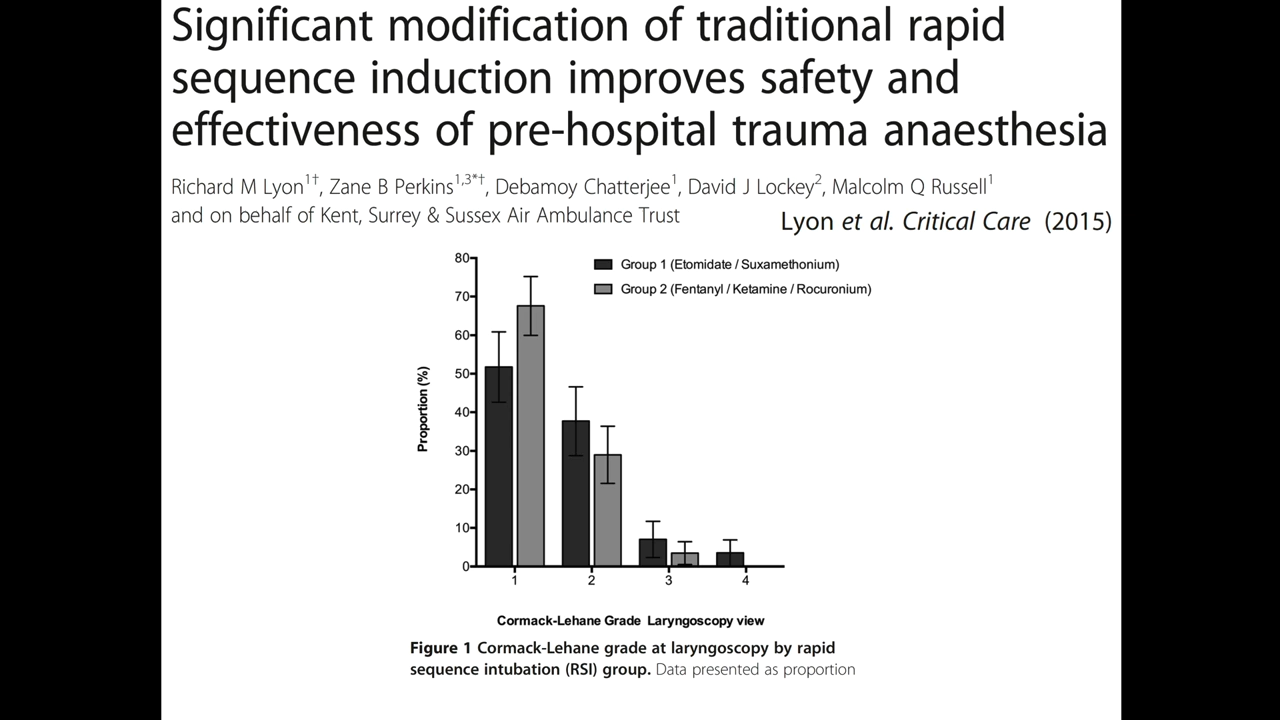 Significant modification of traditional rapid
sequence induction improves safety and
effectiveness of pre-hospital trauma anaesthesia
Richard M Lyon1†, Zane B Perkins1,3*†, Debamoy Chatterjee1, David J Lockey2, Malcolm Q Russell1
and on behalf of Kent, Surrey & Sussex Air Ambulance Trust
Lyon et al. Critical Care (2015)
Group 1 (Etomidate / Suxamethonium)
Group 2 (Fentanyl / Ketamine / Rocuronium)
Proportion (%)
80
70
60
50
40
30
20
10
0
1 2 3 4
Cormack-Lehane Grade Laryngoscopy view
Figure 1 Cormack-Lehane grade at laryngoscopy by rapid
sequence intubation (RSI) group. Data presented as proportion